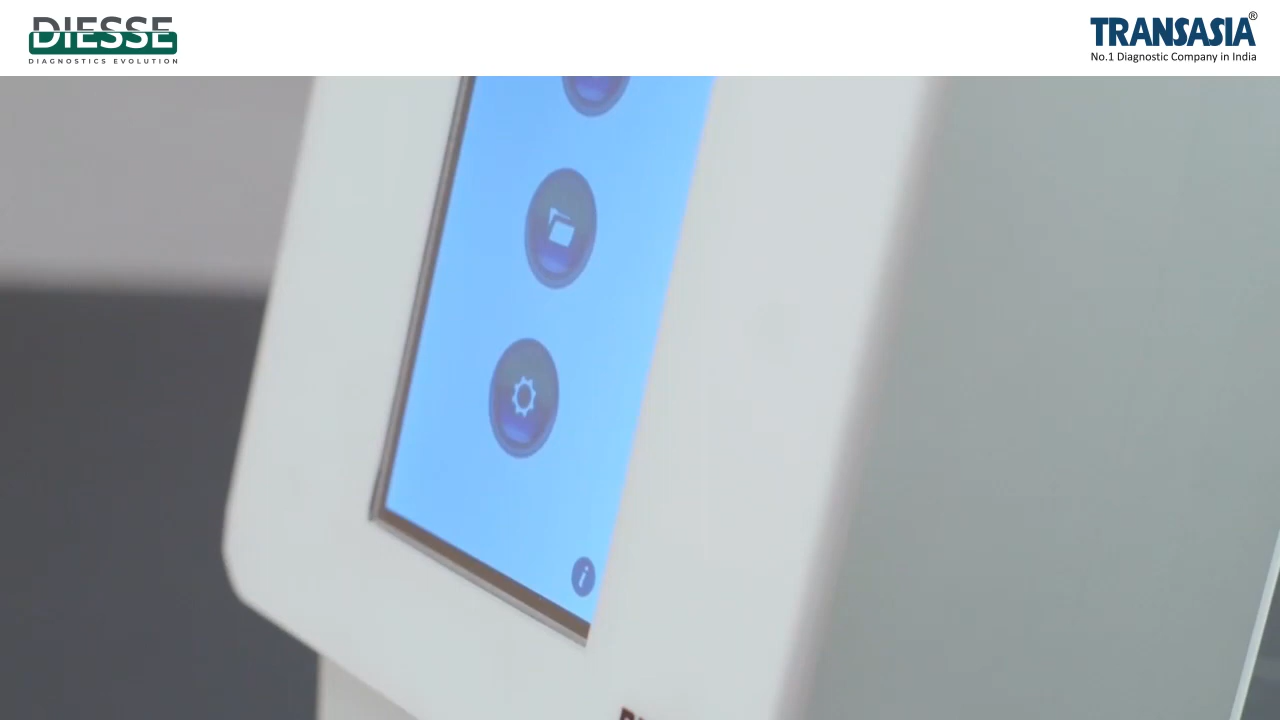 DIESSE
DIAGNOSTICS EVOLUTION
TRANSASIA®
No.1 Diagnostic Company in India
i